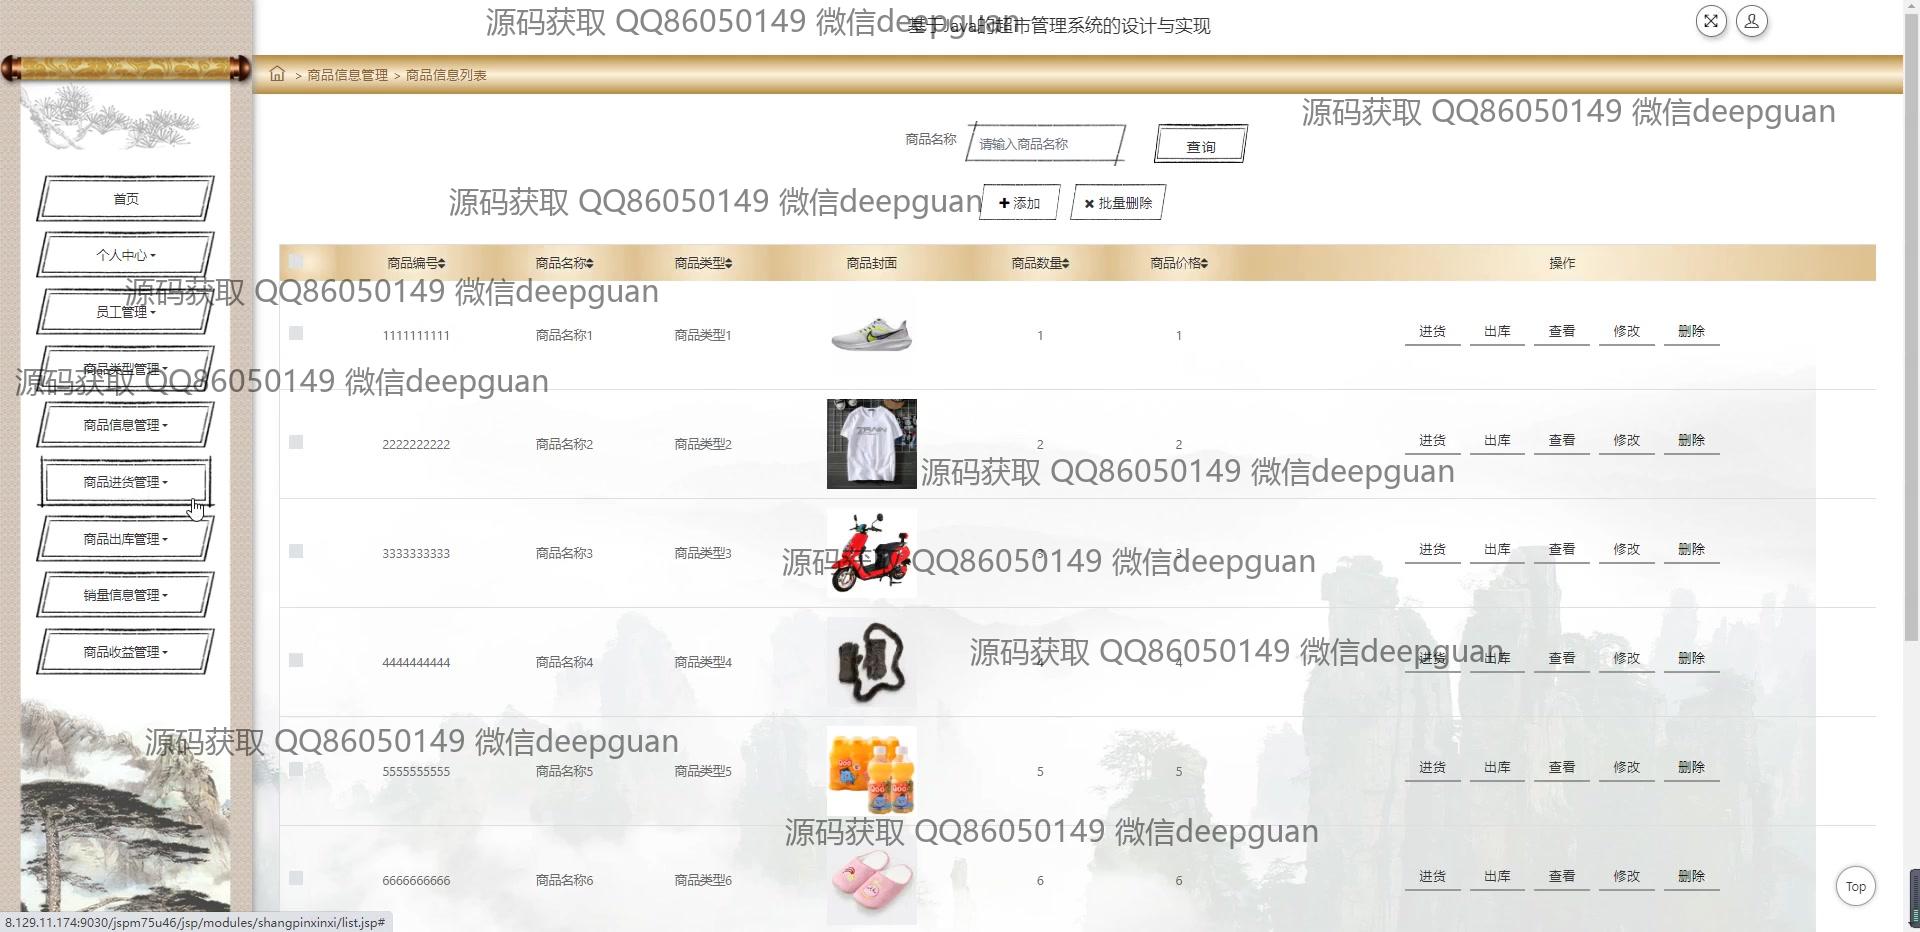 基于Java的超市管理系统的设计与实现
源码获取 QQ86050149 微信deepguan
> 商品信息管理 > 商品信息列表
源码获取 QQ86050149 微信deepguan
商品名称 请输入商品名称 查询
源码获取 QQ86050149 微信deepguan
添加 批量删除
首页
个人中心
员工管理
商品类型管理
商品信息管理
商品进货管理
商品出库管理
销量信息管理
商品收益管理
商品编号 商品名称 商品类型 商品封面 商品数量 商品价格 操作
源码获取 QQ86050149 微信deepguan
1111111111 商品名称1 商品类型1 1 1 进货 出库 查看 修改 删除
源码获取 QQ86050149 微信deepguan
2222222222 商品名称2 商品类型2 2 2 进货 出库 查看 修改 删除
源码获取 QQ86050149 微信deepguan
3333333333 商品名称3 商品类型3 3 3 进货 出库 查看 修改 删除
源码获取 QQ86050149 微信deepguan
4444444444 商品名称4 商品类型4 4 4 进货 出库 查看 修改 删除
源码获取 QQ86050149 微信deepguan
源码获取 QQ86050149 微信deepguan
5555555555 商品名称5 商品类型5 Qoo Qoo 5 5 进货 出库 查看 修改 删除
源码获取 QQ86050149 微信deepguan
6666666666 商品名称6 商品类型6 6 6 进货 出库 查看 修改 删除
Top
8.129.11.174:9030/jspm75u46/jsp/modules/shangpinxinxi/list.jsp#